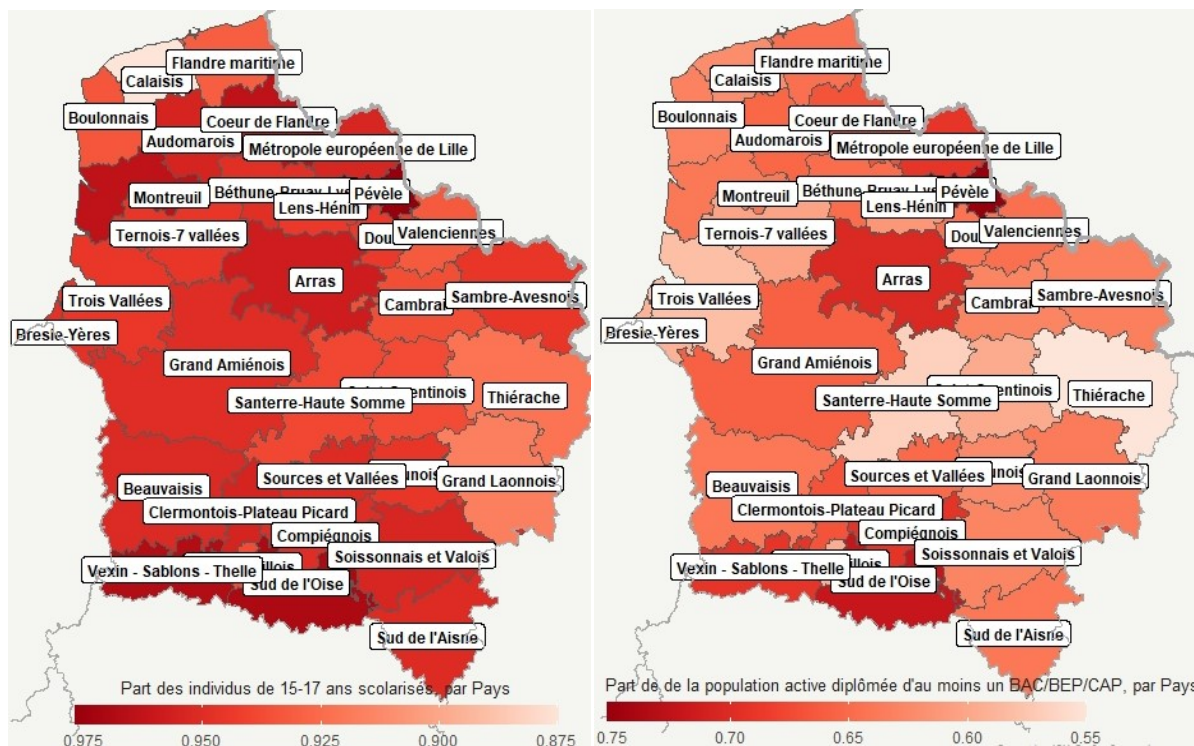 Flandre maritime
Calaisis
Boulonnais
Coeur de Flandre
Audomarois
Métropole européenne de Lille
Montreuil
Béthune-Bruay
Pévèle
Lens-Hénin
Ternois-7 vallées
Valenciennes
Arras
Trois Vallées
Cambrai
Sambre-Avesnois
Bresle-Yères
Grand Amiénois
Santerre-Haute Somme
Thiérache
Beauvaisis
Sources et Vallées
Grand Laonnois
Clermontois-Plateau Picard
Compiégnois
Soissonnais et Valois
Vexin - Sablons - Thelle
Sud de l'Oise
Sud de l'Aisne
Part des individus de 15-17 ans scolarisés, par Pays
0.975 0.950 0.925 0.900 0.875
Flandre maritime
Calaisis
Boulonnais
Coeur de Flandre
Audomarois
Métropole européenne de Lille
Montreuil
Béthune-Bruay
Pévèle
Lens-Hénin
Ternois-7 vallées
Valenciennes
Arras
Trois Vallées
Cambrai
Sambre-Avesnois
Bresle-Yères
Grand Amiénois
Santerre-Haute Somme
Thiérache
Beauvaisis
Sources et Vallées
Grand Laonnois
Clermontois-Plateau Picard
Compiégnois
Soissonnais et Valois
Vexin - Sablons - Thelle
Sud de l'Oise
Sud de l'Aisne
Part de de la population active diplômée d'au moins un BAC/BEP/CAP, par Pays
0.75 0.70 0.65 0.60 0.55